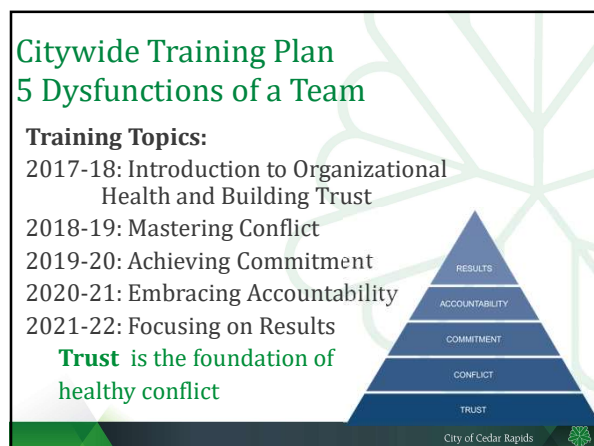 Citywide Training Plan
5 Dysfunctions of a Team
Training Topics:
2017-18: Introduction to Organizational
Health and Building Trust
2018-19: Mastering Conflict
2019-20: Achieving Commitment
2020-21: Embracing Accountability
2021-22: Focusing on Results
Trust is the foundation of
healthy conflict
RESULTS
ACCOUNTABILITY
COMMITMENT
CONFLICT
TRUST
City of Cedar Rapids